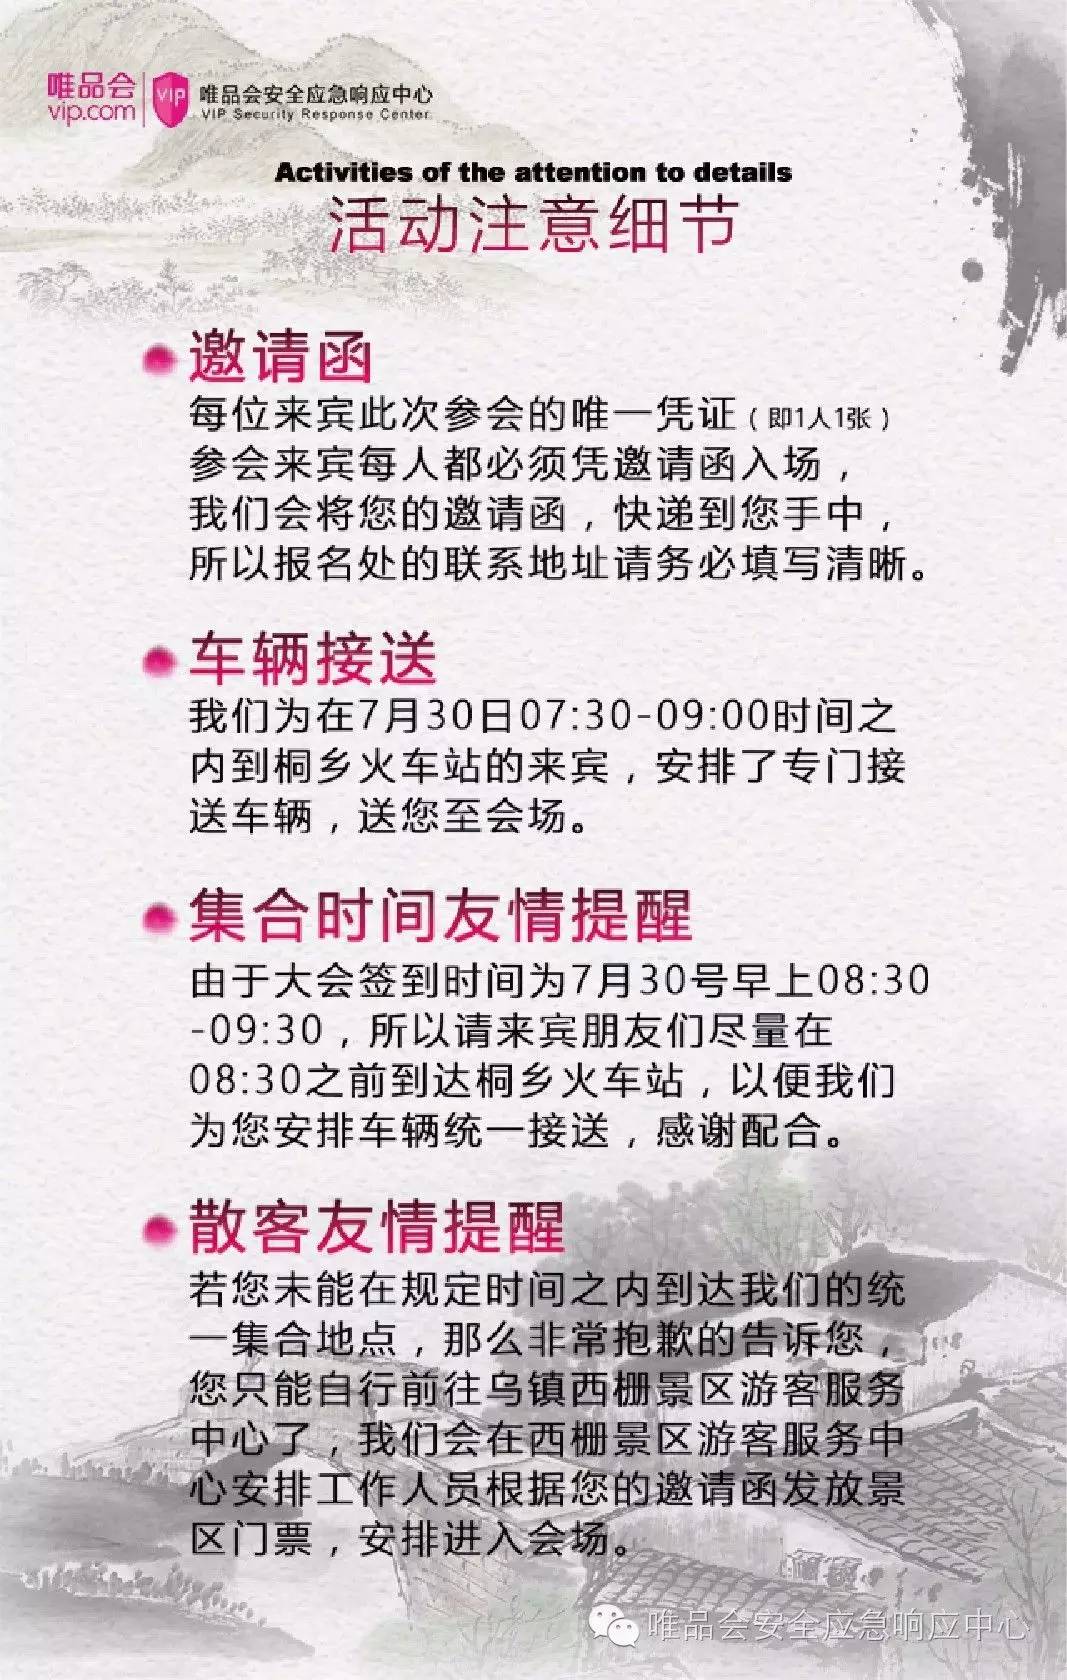 唯品会
vip.com
VIP
唯品会安全应急响应中心
VIP Security Response Center
Activities of the attention to details
活动注意细节
邀请函
每位来宾此次参会的唯一凭证（即1人1张）
参会来宾每人都必须凭邀请函入场，
我们会将您的邀请函，快递到您手中，
所以报名处的联系地址请务必填写清晰。
车辆接送
我们为在7月30日07:30-09:00时间之
内到桐乡火车站的来宾，安排了专门接
送车辆，送您至会场。
集合时间友情提醒
由于大会签到时间为7月30号早上08:30
-09:30，所以请来宾朋友们尽量在
08:30之前到达桐乡火车站，以便我们
为您安排车辆统一接送，感谢配合。
散客友情提醒
若您未能在规定时间之内到达我们的统
一集合地点，那么非常抱歉的告诉您，
您只能自行前往乌镇西栅景区游客服务
中心了，我们会在西栅景区游客服务中
心安排工作人员根据您的邀请函发放景
区门票，安排进入会场。
唯品会安全应急响应中心